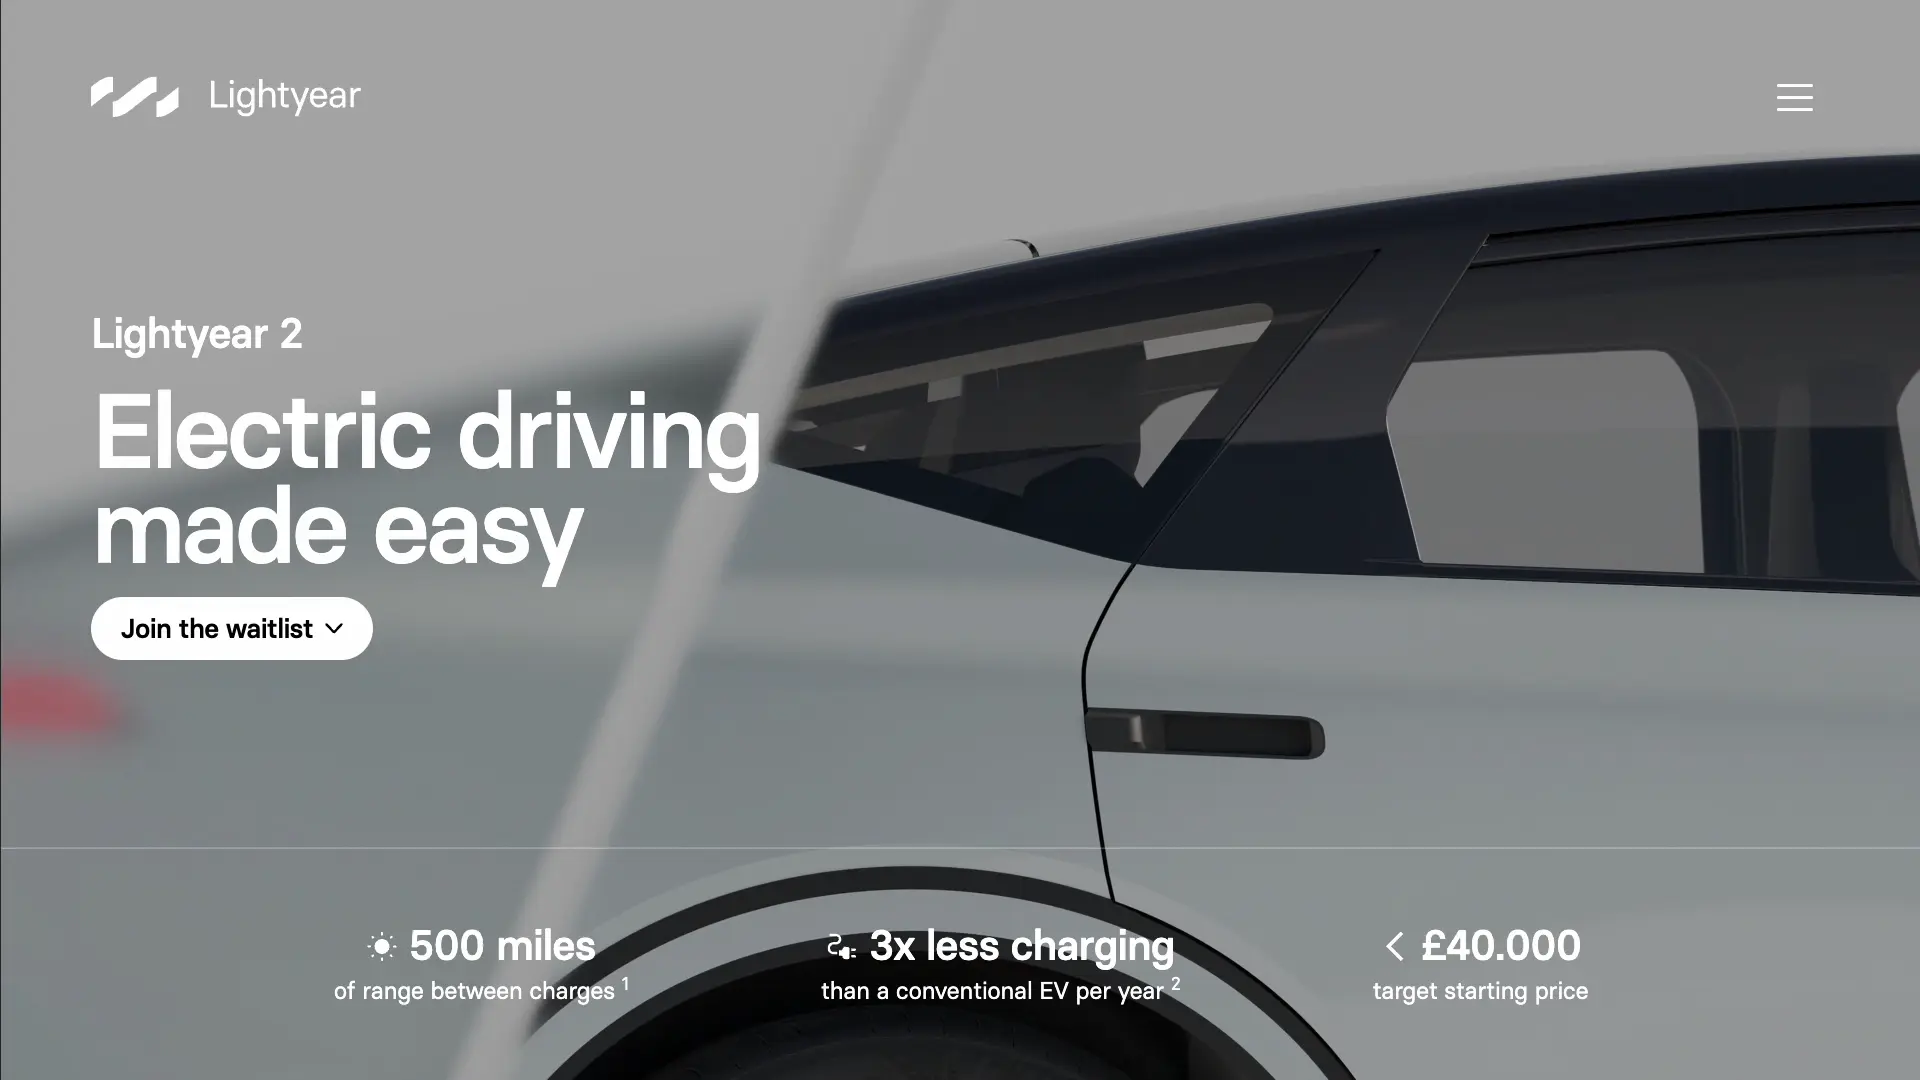 Lightyear
Lightyear 2
Electric driving
made easy
Join the waitlist
500 miles
of range between charges 1
3x less charging
than a conventional EV per year 2
< £40.000
target starting price